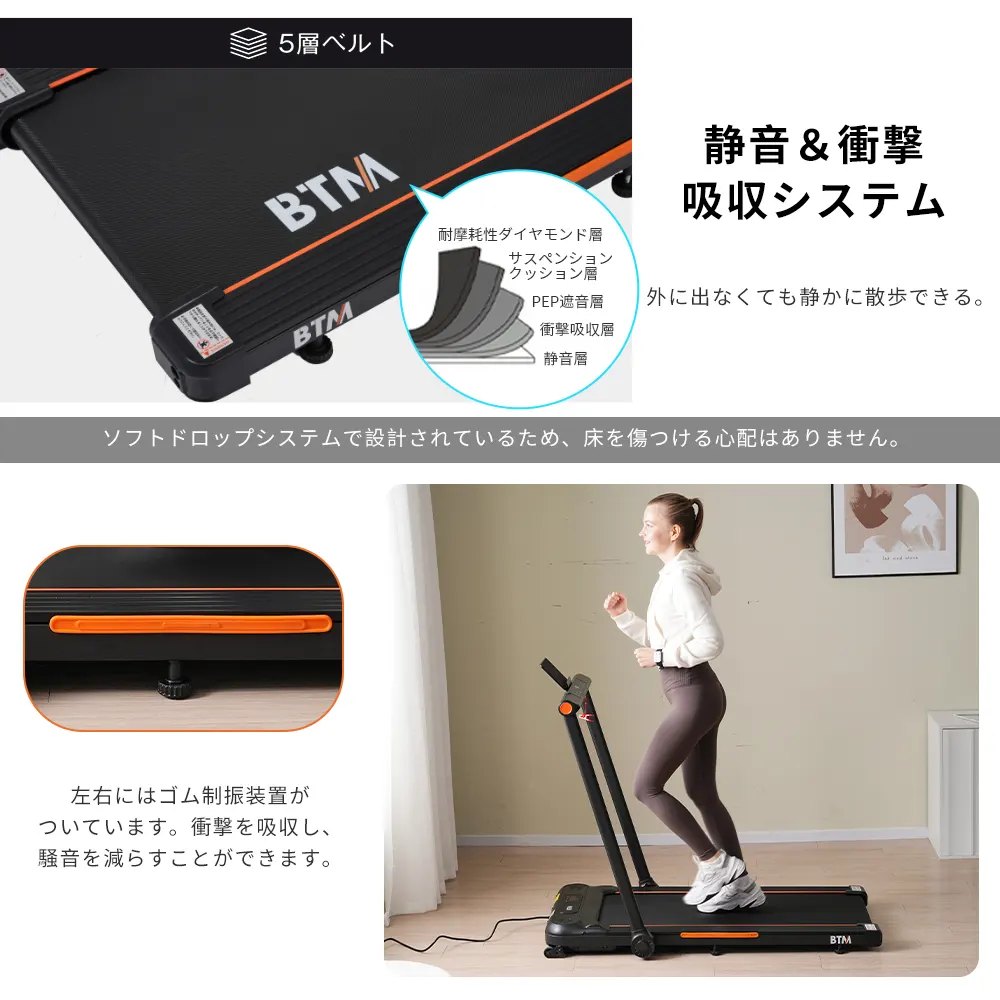 5層ベルト
静音＆衝撃
吸収システム
外に出なくても静かに散歩できる。
BTM
BTM
耐摩耗性ダイヤモンド層
サスペンション
クッション層
PEP遮音層
衝撃吸収層
静音層
ソフトドロップシステムで設計されているため、床を傷つける心配はありません。
左右にはゴム制振装置が
ついています。衝撃を吸収し、
騒音を減らすことができます。
BTM